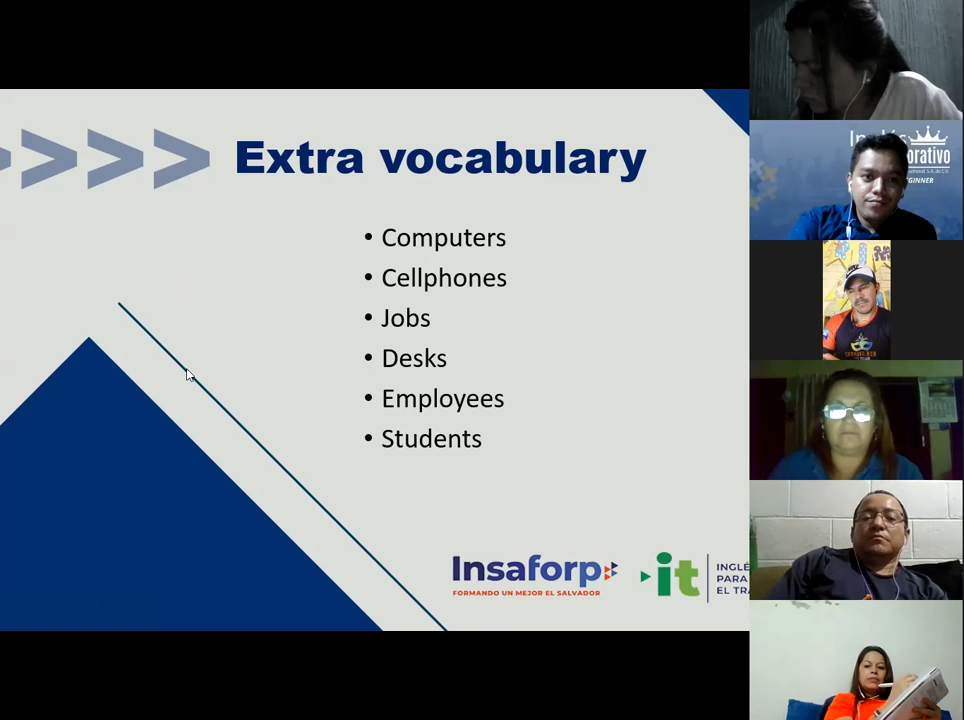 Extra vocabulary
• Computers
• Cellphones
• Jobs
• Desks
• Employees
• Students
Insaforp
FORMANDO UN MEJOR EL SALVADOR
it
INGLÉ
PARA
EL TRA